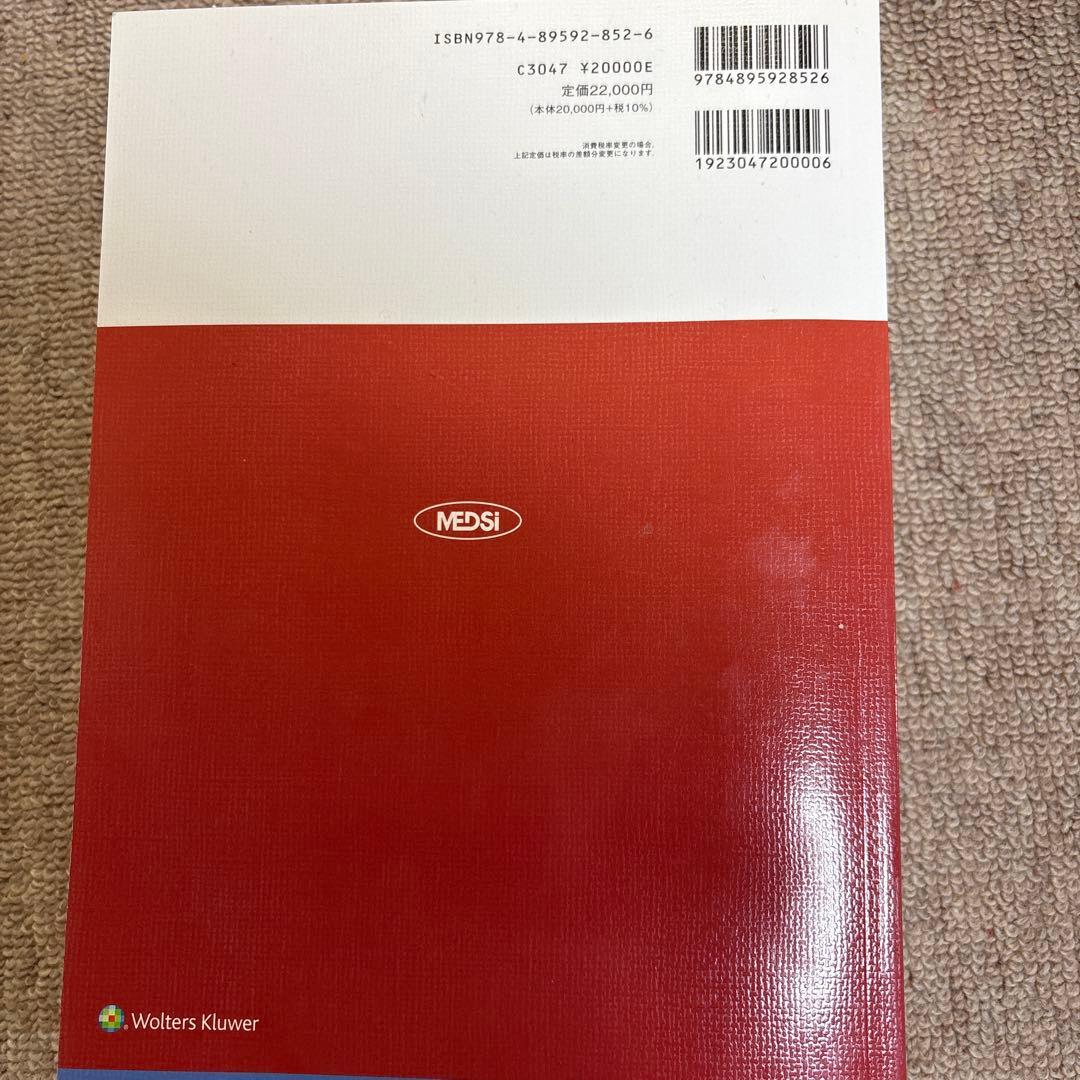 ISBN978-4-89592-852-6
C3047 ¥20000E
定価22,000円
(本体20,000円+税10%)
消費税率変更の場合,
上記定価は税率の差額分変更になります.
9784895928526
1923047200006
MEDSi
Wolters Kluwer